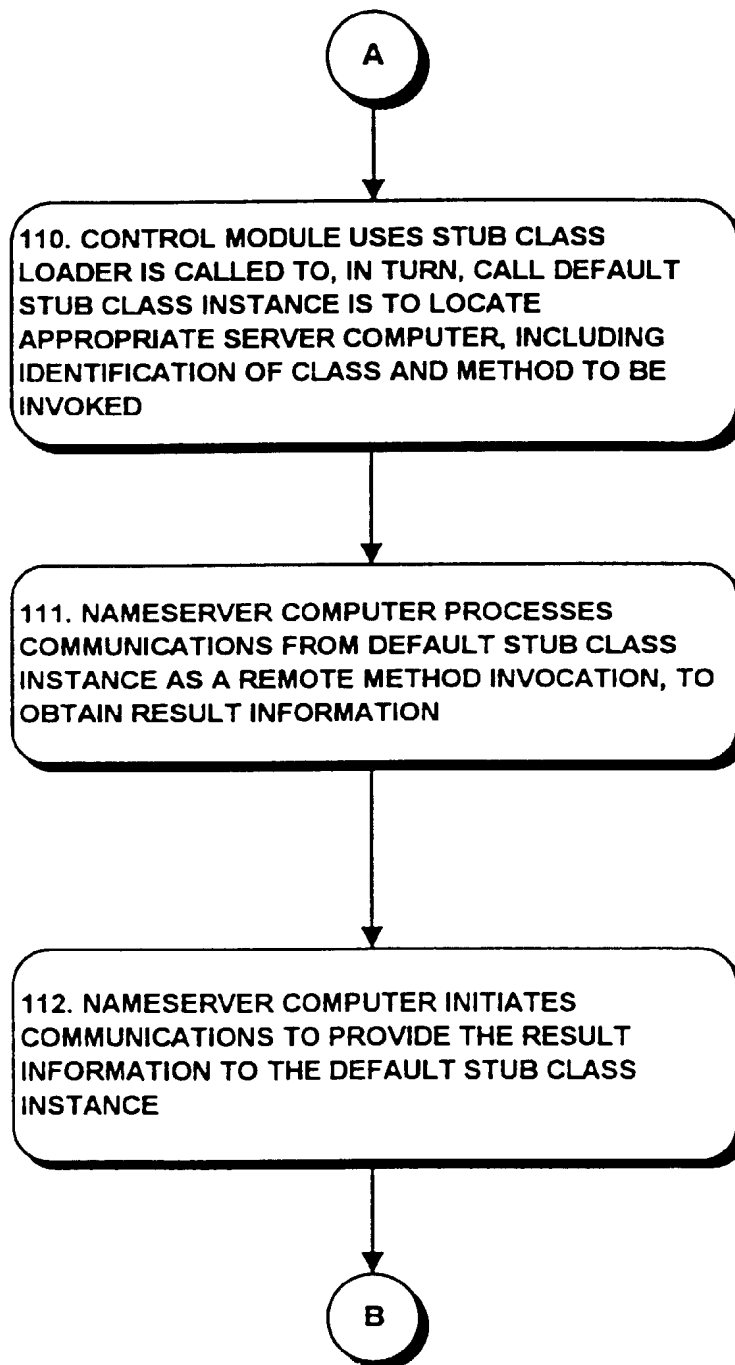 A
110. CONTROL MODULE USES STUB CLASS
LOADER IS CALLED TO, IN TURN, CALL DEFAULT
STUB CLASS INSTANCE IS TO LOCATE
APPROPRIATE SERVER COMPUTER, INCLUDING
IDENTIFICATION OF CLASS AND METHOD TO BE
INVOKED
111. NAMESERVER COMPUTER PROCESSES
COMMUNICATIONS FROM DEFAULT STUB CLASS
INSTANCE AS A REMOTE METHOD INVOCATION, TO
OBTAIN RESULT INFORMATION
112. NAMESERVER COMPUTER INITIATES
COMMUNICATIONS TO PROVIDE THE RESULT
INFORMATION TO THE DEFAULT STUB CLASS
INSTANCE
B